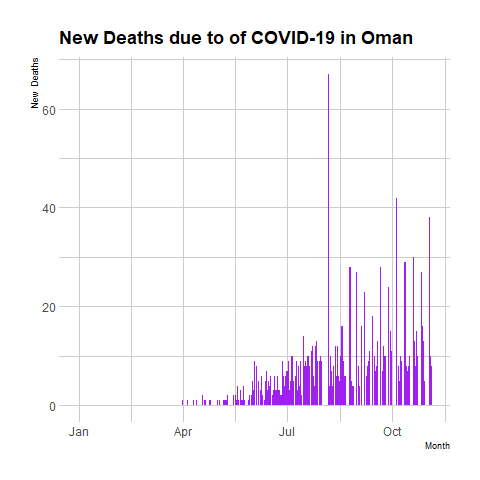 New Deaths due to of COVID-19 in Oman
New Deaths
60
40
20
0
Jan Apr Jul Oct
Month